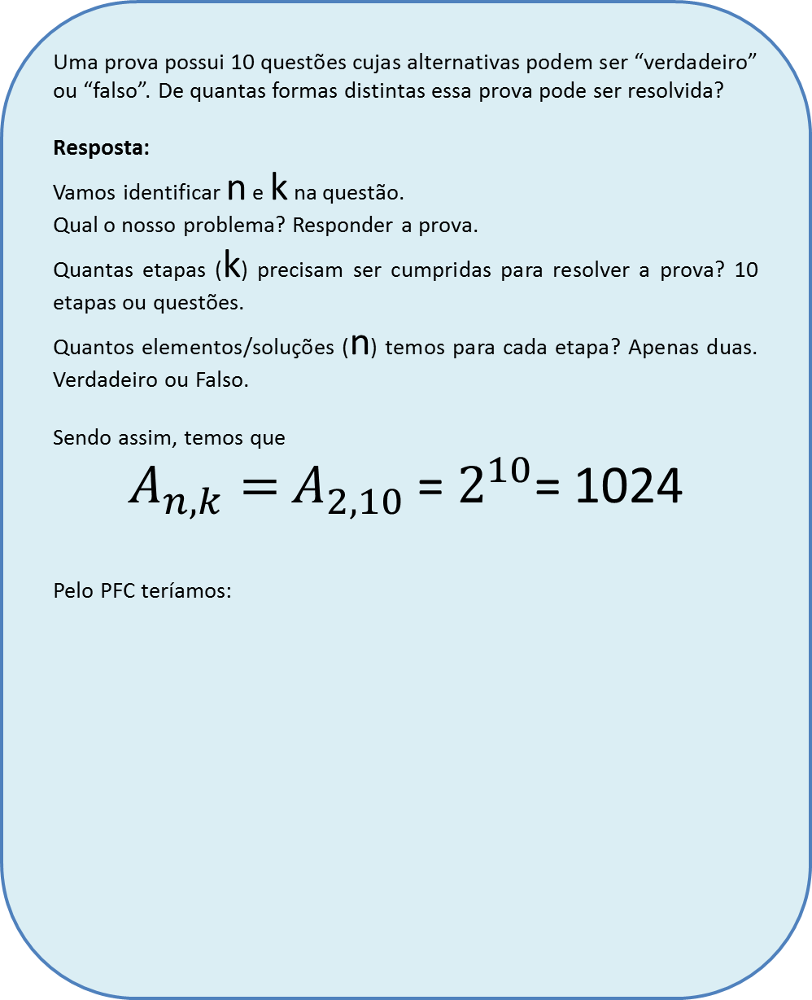 Uma prova possui 10 questões cujas alternativas podem ser “verdadeiro”
ou “falso”. De quantas formas distintas essa prova pode ser resolvida?
Resposta:
Vamos identificar n e k na questão.
Qual o nosso problema? Responder a prova.
Quantas etapas (k) precisam ser cumpridas para resolver a prova? 10
etapas ou questões.
Quantos elementos/soluções (n) temos para cada etapa? Apenas duas.
Verdadeiro ou Falso.
Sendo assim, temos que
$A_{n,k} = A_{2,10} = 2^{10} = 1024$
Pelo PFC teríamos: